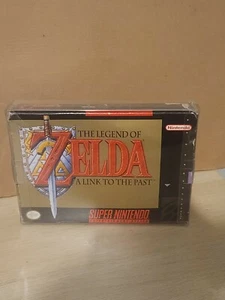 THE LEGEND OF
Nintendo
ZELDA
A LINK TO THE PAST
SUPER NINTENDO